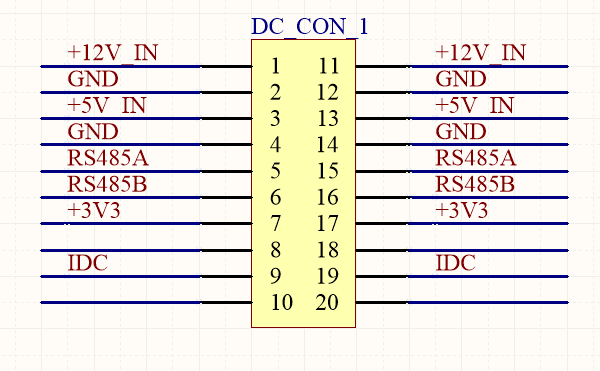 DC_CON_1
+12V_IN 1 11 +12V_IN
GND 2 12 GND
+5V_IN 3 13 +5V_IN
GND 4 14 GND
RS485A 5 15 RS485A
RS485B 6 16 RS485B
+3V3 7 17 +3V3
8 18
IDC 9 19 IDC
10 20